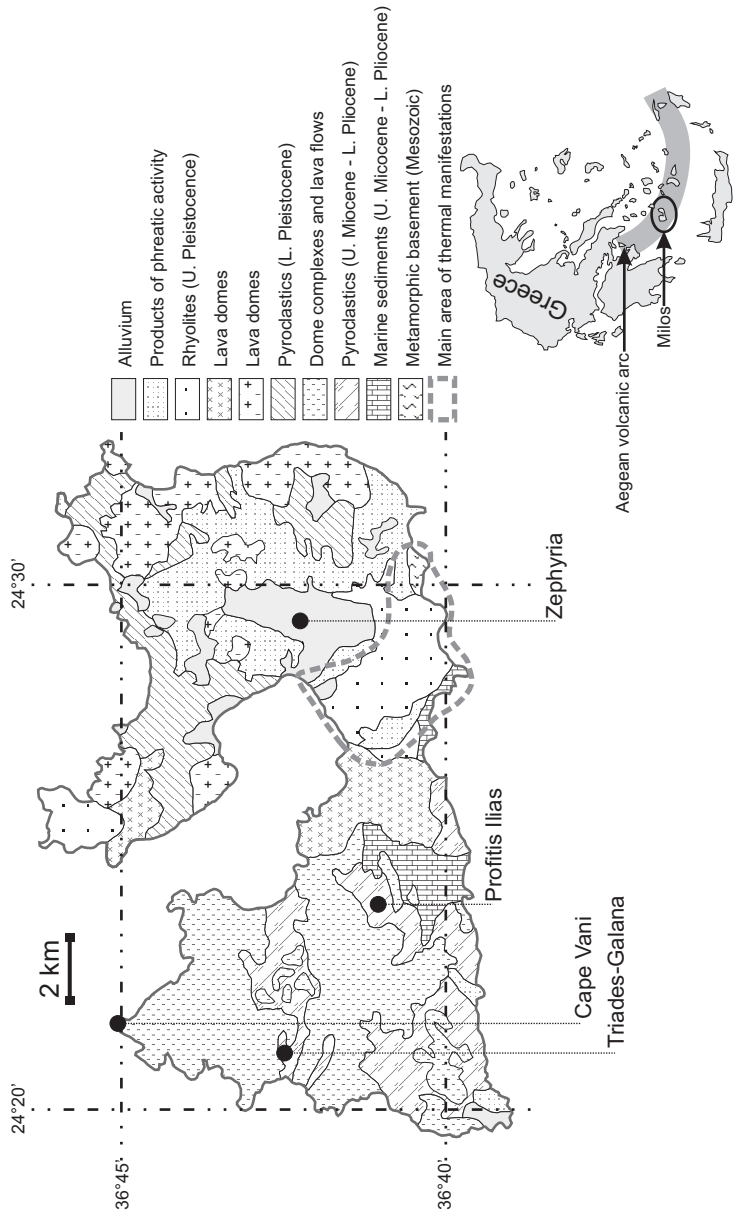 2 km
24°20'
24°30'
36°45'
36°40'
Cape Vani
Triades-Galana
Profitis Ilias
Zephyria
Alluvium
Products of phreatic activity
Rhyolites (U. Pleistocence)
Lava domes
Lava domes
Pyroclastics (L. Pleistocene)
Dome complexes and lava flows
Pyroclastics (U. Miocene - L. Pliocene)
Marine sediments (U. Micocene - L. Pliocene)
Metamorphic basement (Mesozoic)
Main area of thermal manifestations
Greece
Aegean volcanic arc
Milos